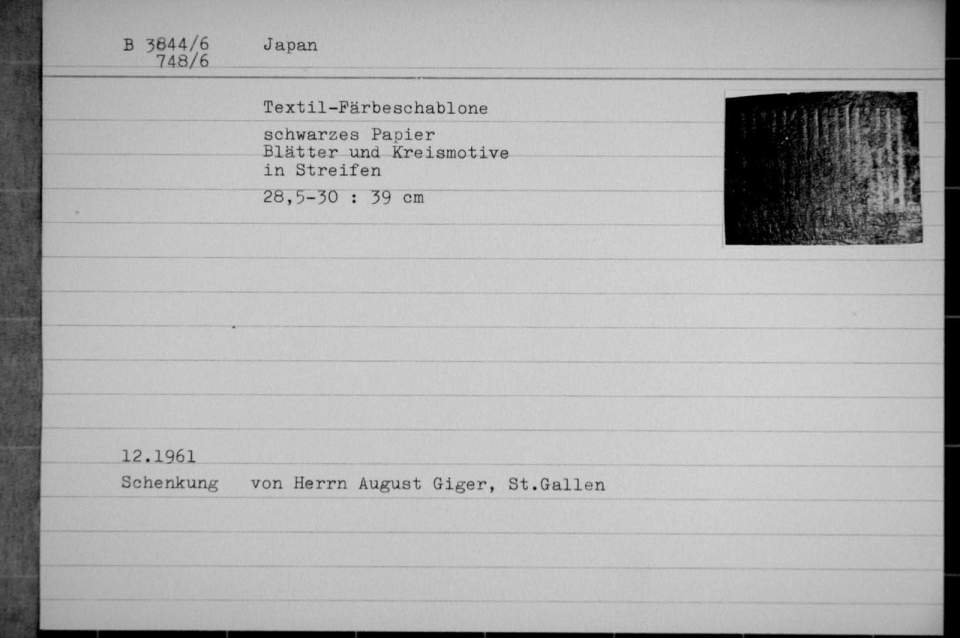 B 3844/6 Japan
748/6
Textil-Färbeschablone
schwarzes Papier
Blätter und Kreismotive
in Streifen
28,5-30 : 39 cm
12.1961
Schenkung von Herrn August Giger, St.Gallen